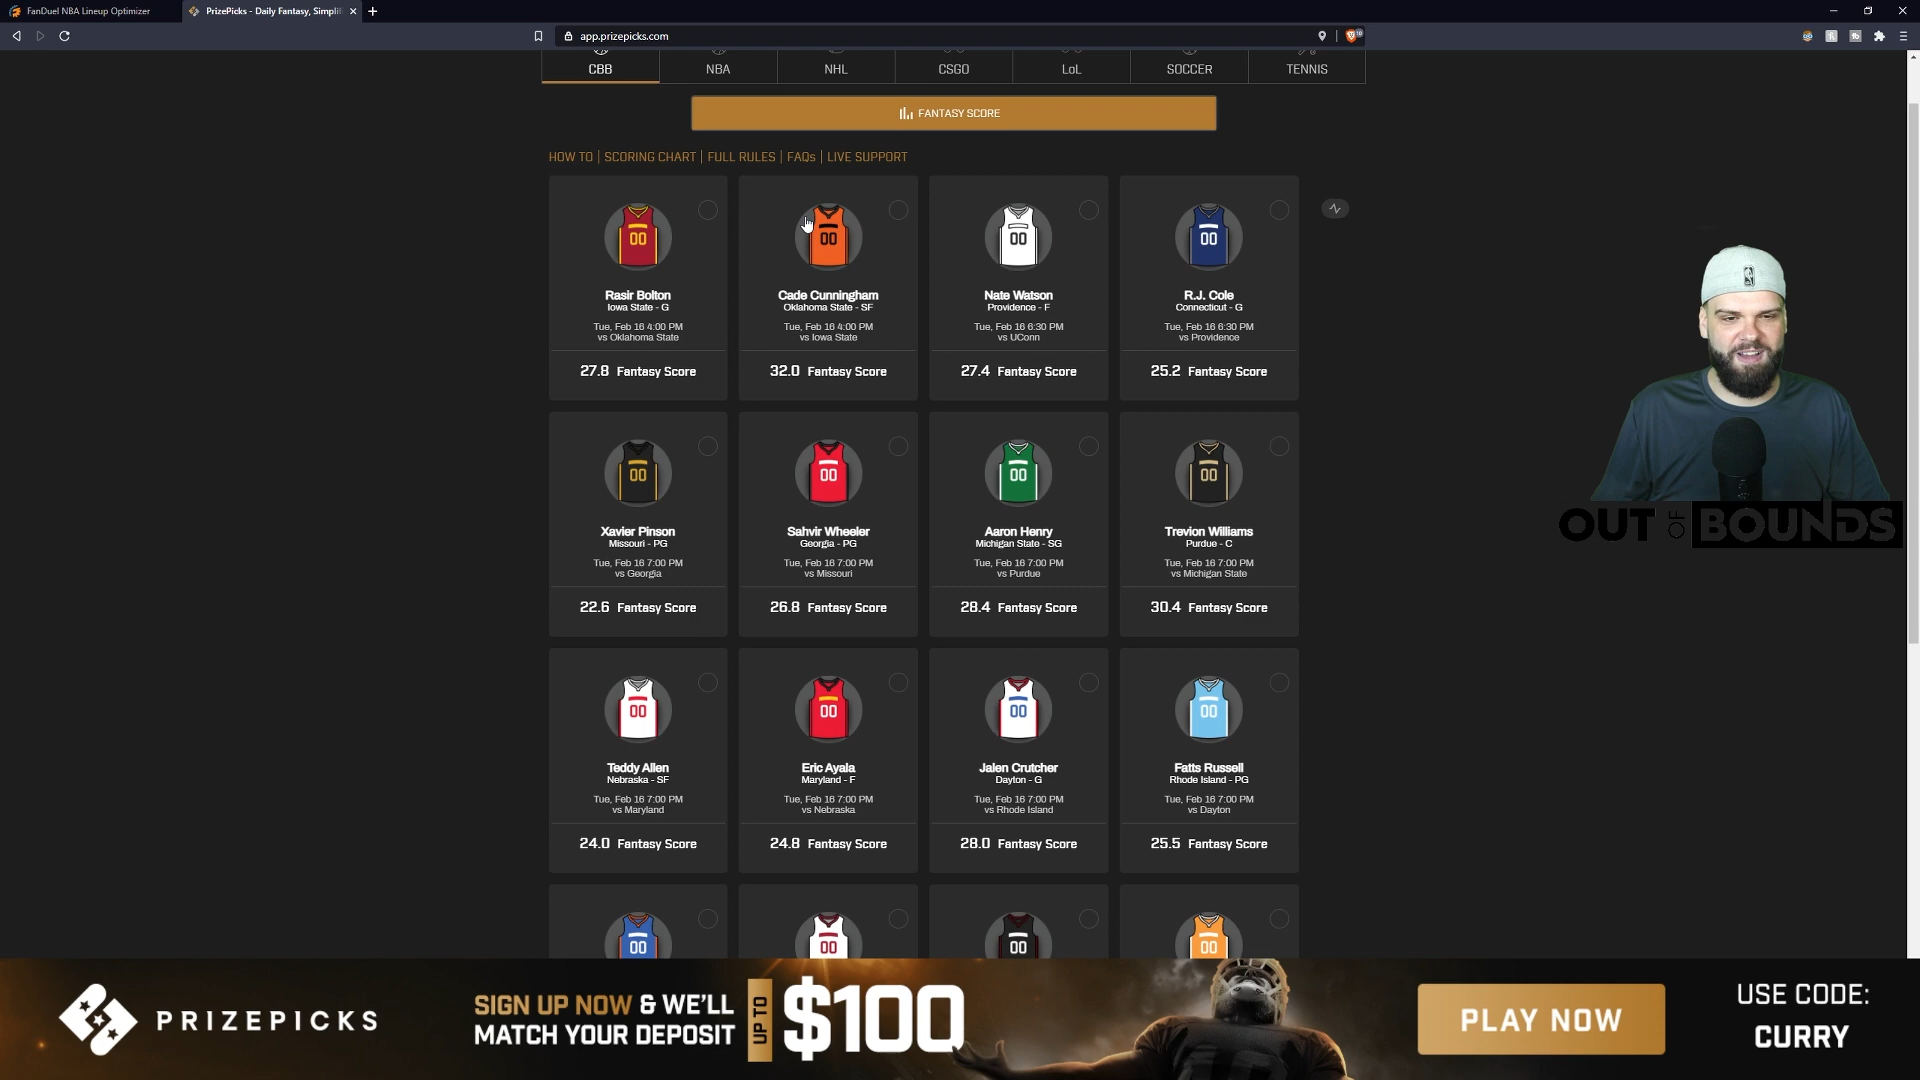 FanDuel NBA Lineup Optimizer
PrizePicks - Daily Fantasy, Simplif
app.prizepicks.com
CBB NBA NHL CSGO LoL SOCCER TENNIS
FANTASY SCORE
HOW TO | SCORING CHART | FULL RULES | FAQs | LIVE SUPPORT
00 00 00 00
Rasir Bolton Cade Cunningham Nate Watson R.J. Cole
Iowa State - G Oklahoma State - SF Providence - F Connecticut - G
Tue, Feb 16 4:00 PM Tue, Feb 16 4:00 PM Tue, Feb 16 6:30 PM Tue, Feb 16 6:30 PM
vs Oklahoma State vs Iowa State vs UConn vs Providence
27.8 Fantasy Score 32.0 Fantasy Score 27.4 Fantasy Score 25.2 Fantasy Score
00 00 00 00
Xavier Pinson Sahvir Wheeler Aaron Henry Trevion Williams
Missouri - PG Georgia - PG Michigan State - SG Purdue - C
Tue, Feb 16 7:00 PM Tue, Feb 16 7:00 PM Tue, Feb 16 7:00 PM Tue, Feb 16 7:00 PM
vs Georgia vs Missouri vs Purdue vs Michigan State
22.6 Fantasy Score 26.8 Fantasy Score 28.4 Fantasy Score 30.4 Fantasy Score
OUT OF BOUNDS
00 00 00 00
Teddy Allen Eric Ayala Jalen Crutcher Fatts Russell
Nebraska - SF Maryland - F Dayton - G Rhode Island - PG
Tue, Feb 16 7:00 PM Tue, Feb 16 7:00 PM Tue, Feb 16 7:00 PM Tue, Feb 16 7:00 PM
vs Maryland vs Nebraska vs Rhode Island vs Dayton
24.0 Fantasy Score 24.8 Fantasy Score 28.0 Fantasy Score 25.5 Fantasy Score
00 00 00 00
PRIZEPICKS
SIGN UP NOW & WE'LL
MATCH YOUR DEPOSIT
UP TO
$100
PLAY NOW
USE CODE:
CURRY